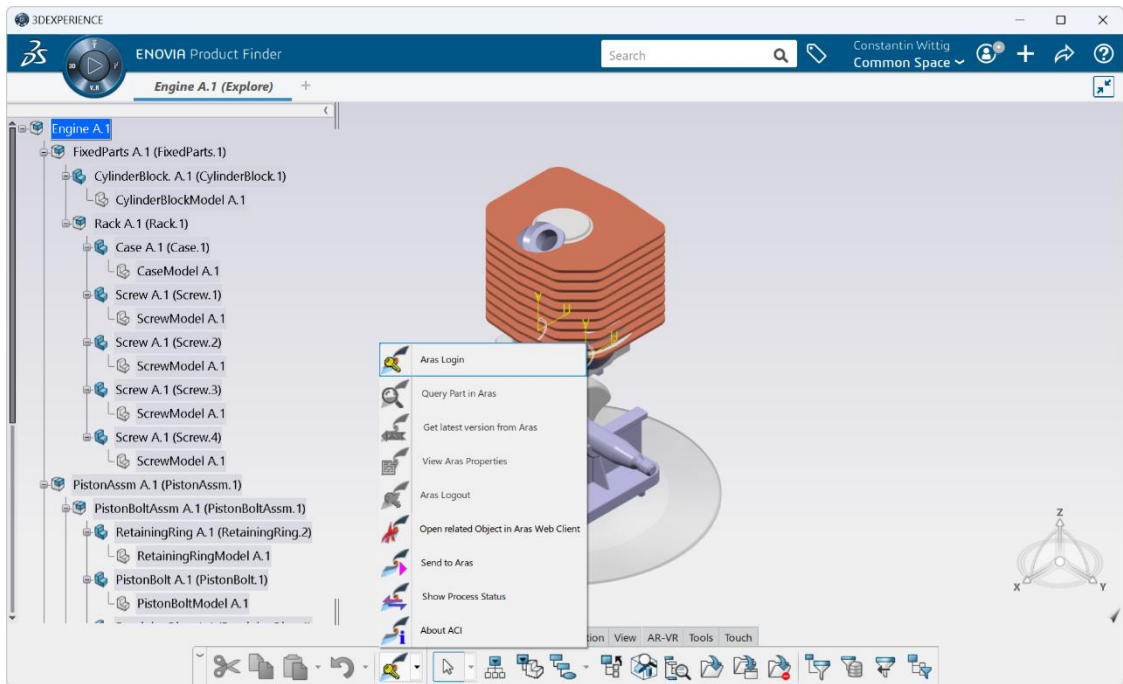 3DEXPERIENCE
ENOVIA Product Finder
Search
Constantin Wittig
Common Space
3D
V.R
Engine A.1 (Explore)
Engine A.1
FixedParts A.1 (FixedParts.1)
CylinderBlock. A.1 (CylinderBlock.1)
CylinderBlockModel A.1
Rack A.1 (Rack.1)
Case A.1 (Case.1)
CaseModel A.1
Screw A.1 (Screw.1)
ScrewModel A.1
Screw A.1 (Screw.2)
ScrewModel A.1
Screw A.1 (Screw.3)
ScrewModel A.1
Screw A.1 (Screw.4)
ScrewModel A.1
PistonAssm A.1 (PistonAssm.1)
PistonBoltAssm A.1 (PistonBoltAssm.1)
RetainingRing A.1 (RetainingRing.2)
RetainingRingModel A.1
PistonBolt A.1 (PistonBolt.1)
PistonBoltModel A.1
Aras Login
Query Part in Aras
Get latest version from Aras
View Aras Properties
Aras Logout
Open related Object in Aras Web Client
Send to Aras
Show Process Status
About ACI
View AR-VR Tools Touch
Z
X Y